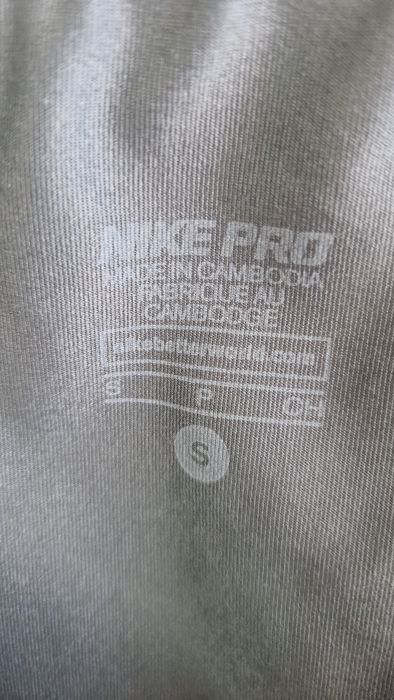 NIKE PRO
MADE IN CAMBODIA
FABRIQUE AU
CAMBODGE
nikebetterworld.com
S P CH
S